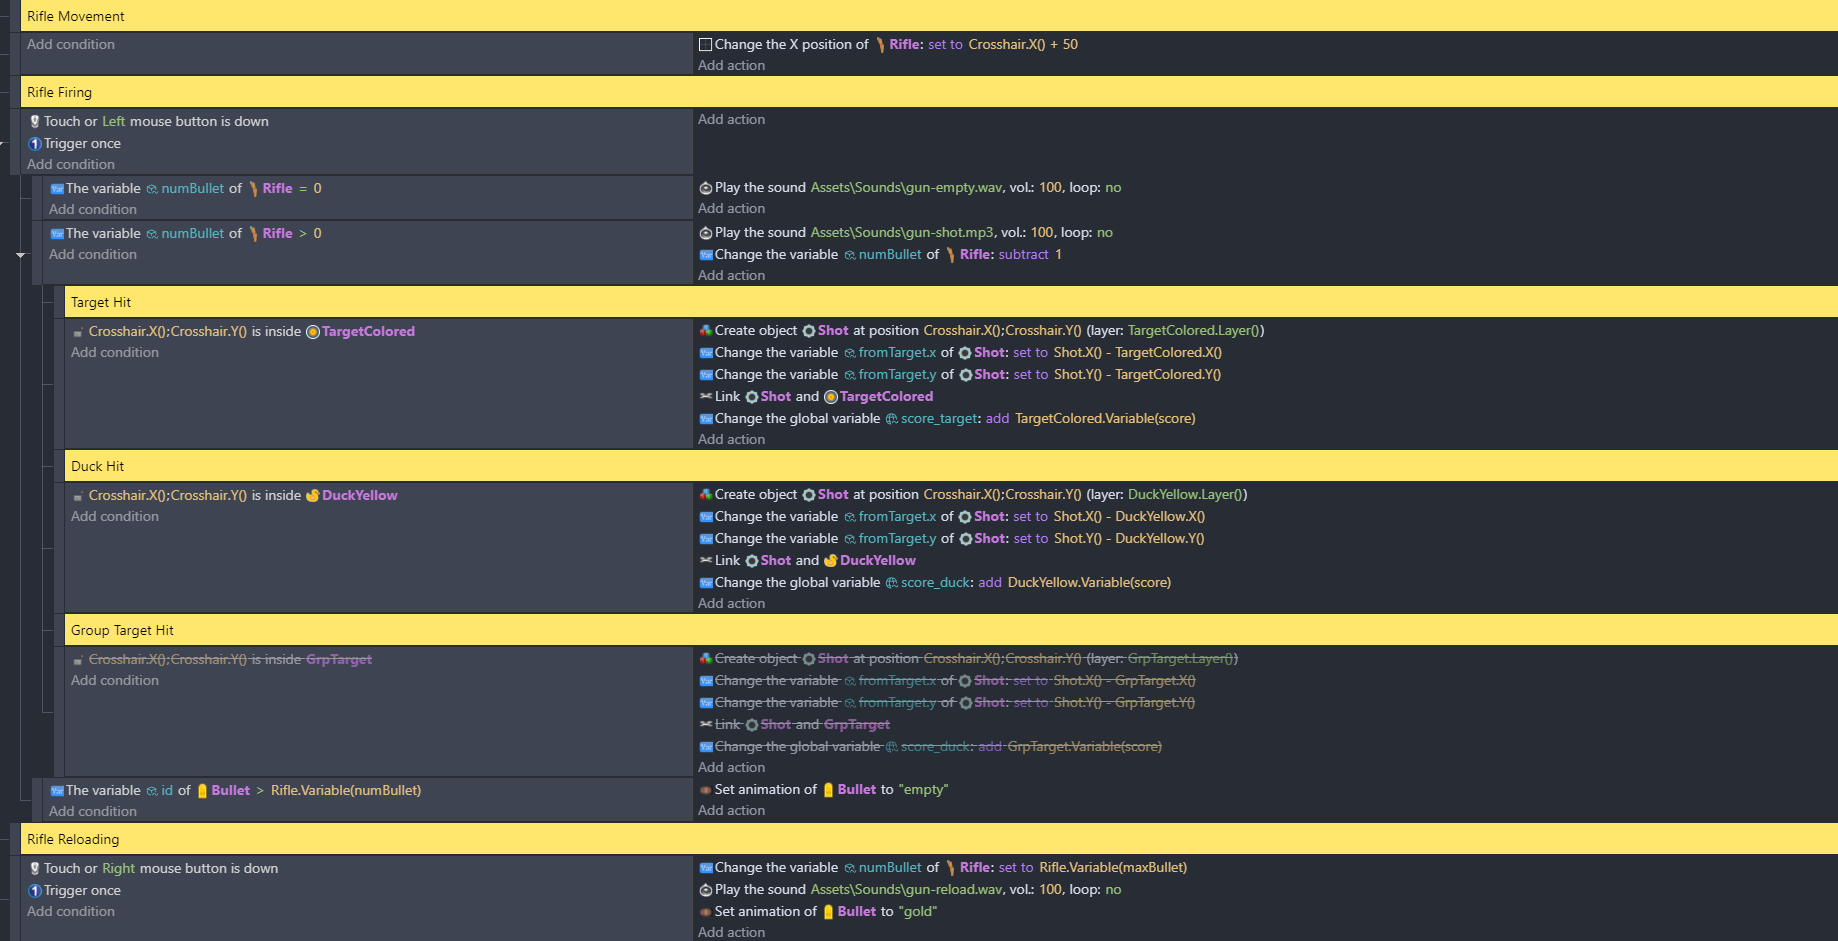 Rifle Movement
Add condition
Change the X position of Rifle: set to Crosshair.X() + 50
Add action
Rifle Firing
Touch or Left mouse button is down
Trigger once
Add condition
Add action
The variable numBullet of Rifle = 0
Add condition
Play the sound Assets\Sounds\gun-empty.wav, vol.: 100, loop: no
Add action
The variable numBullet of Rifle > 0
Add condition
Play the sound Assets\Sounds\gun-shot.mp3, vol.: 100, loop: no
Change the variable numBullet of Rifle: subtract 1
Add action
Target Hit
Crosshair.X();Crosshair.Y() is inside TargetColored
Add condition
Create object Shot at position Crosshair.X();Crosshair.Y() (layer: TargetColored.Layer())
Change the variable fromTarget.x of Shot: set to Shot.X() - TargetColored.X()
Change the variable fromTarget.y of Shot: set to Shot.Y() - TargetColored.Y()
Link Shot and TargetColored
Change the global variable score_target: add TargetColored.Variable(score)
Add action
Duck Hit
Crosshair.X();Crosshair.Y() is inside DuckYellow
Add condition
Create object Shot at position Crosshair.X();Crosshair.Y() (layer: DuckYellow.Layer())
Change the variable fromTarget.x of Shot: set to Shot.X() - DuckYellow.X()
Change the variable fromTarget.y of Shot: set to Shot.Y() - DuckYellow.Y()
Link Shot and DuckYellow
Change the global variable score_duck: add DuckYellow.Variable(score)
Add action
Group Target Hit
Crosshair.X();Crosshair.Y() is inside GrpTarget
Add condition
Create object Shot at position Crosshair.X();Crosshair.Y() (layer: GrpTarget.Layer())
Change the variable fromTarget.x of Shot: set to Shot.X() - GrpTarget.X()
Change the variable fromTarget.y of Shot: set to Shot.Y() - GrpTarget.Y()
Link Shot and GrpTarget
Change the global variable score_duck: add GrpTarget.Variable(score)
Add action
The variable id of Bullet > Rifle.Variable(numBullet)
Add condition
Set animation of Bullet to "empty"
Add action
Rifle Reloading
Touch or Right mouse button is down
Trigger once
Add condition
Change the variable numBullet of Rifle: set to Rifle.Variable(maxBullet)
Play the sound Assets\Sounds\gun-reload.wav, vol.: 100, loop: no
Set animation of Bullet to "gold"
Add action